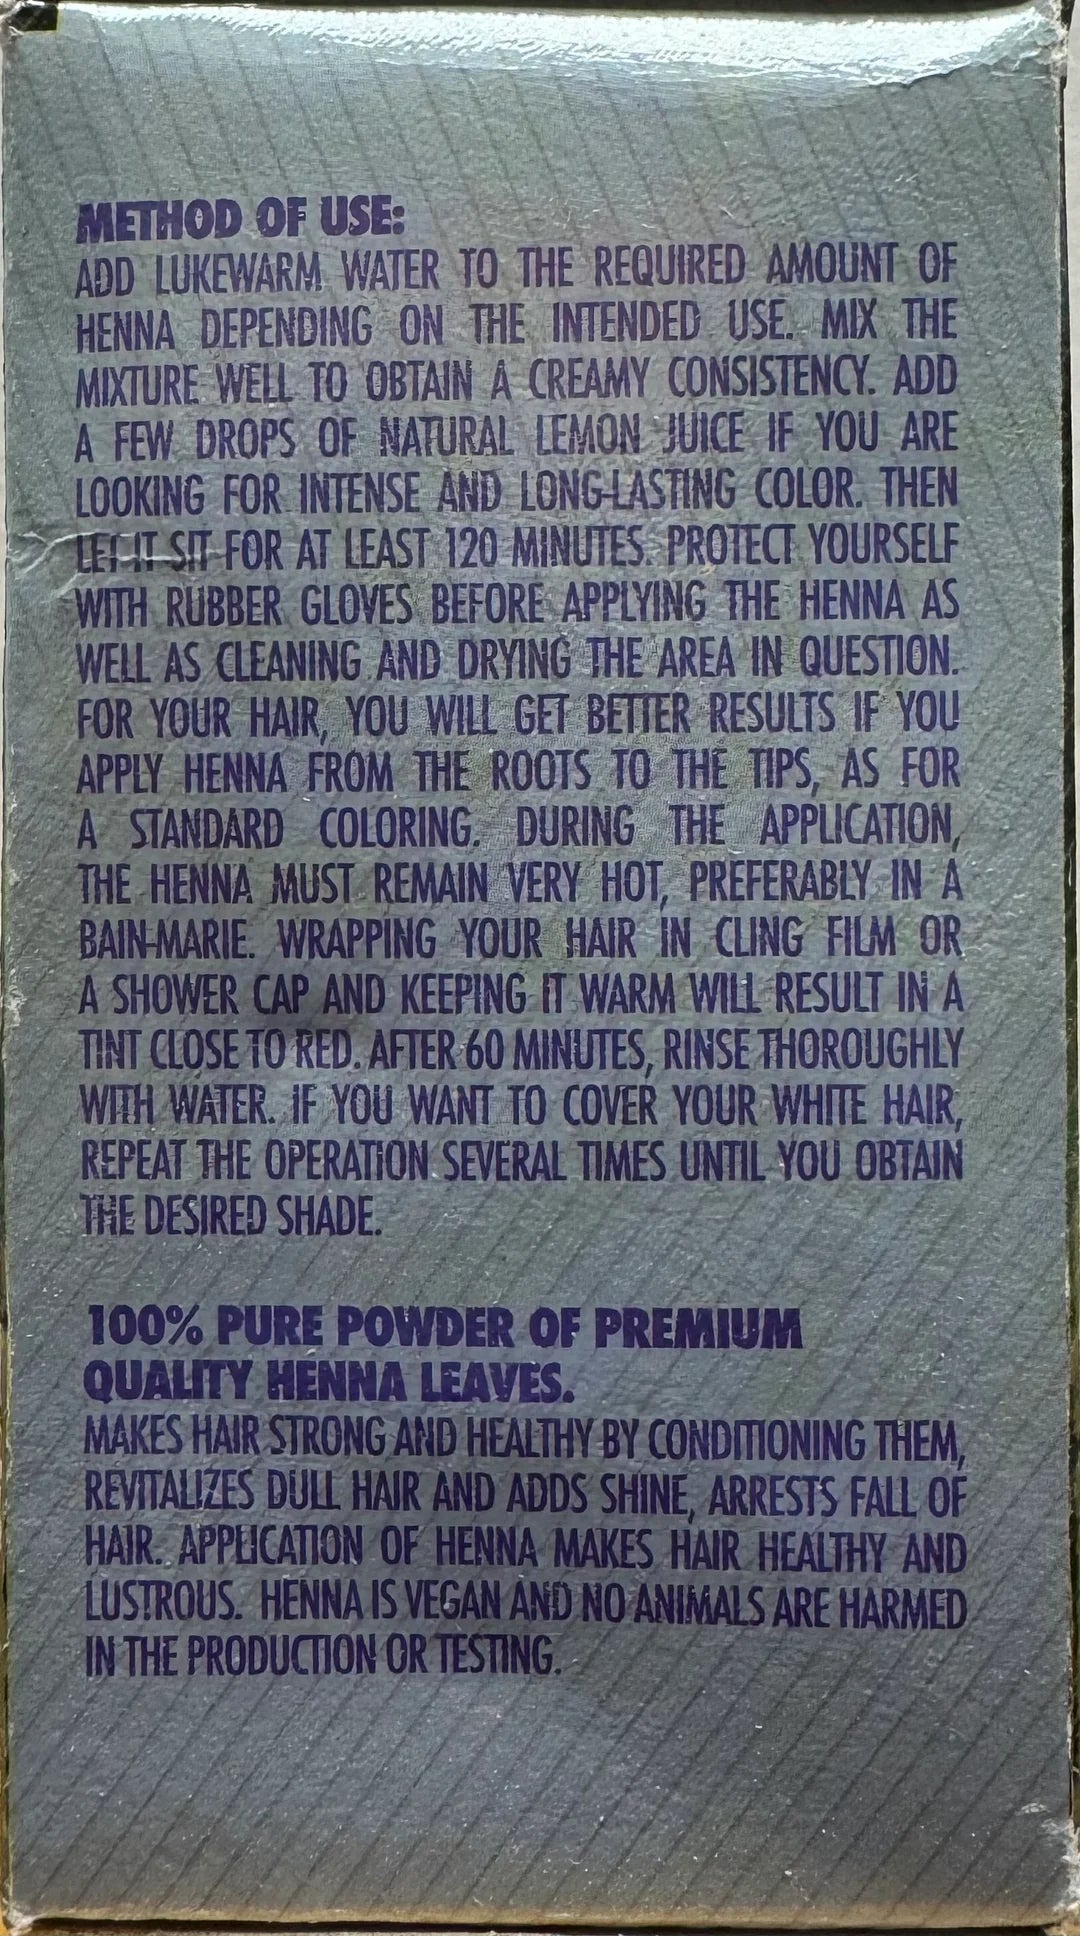 METHOD OF USE:
ADD LUKEWARM WATER TO THE REQUIRED AMOUNT OF
HENNA DEPENDING ON THE INTENDED USE. MIX THE
MIXTURE WELL TO OBTAIN A CREAMY CONSISTENCY. ADD
A FEW DROPS OF NATURAL LEMON JUICE IF YOU ARE
LOOKING FOR INTENSE AND LONG-LASTING COLOR. THEN
LET IT SIT FOR AT LEAST 120 MINUTES. PROTECT YOURSELF
WITH RUBBER GLOVES BEFORE APPLYING THE HENNA AS
WELL AS CLEANING AND DRYING THE AREA IN QUESTION.
FOR YOUR HAIR, YOU WILL GET BETTER RESULTS IF YOU
APPLY HENNA FROM THE ROOTS TO THE TIPS, AS FOR
A STANDARD COLORING. DURING THE APPLICATION,
THE HENNA MUST REMAIN VERY HOT, PREFERABLY IN A
BAIN-MARIE. WRAPPING YOUR HAIR IN CLING FILM OR
A SHOWER CAP AND KEEPING IT WARM WILL RESULT IN A
TINT CLOSE TO RED. AFTER 60 MINUTES, RINSE THOROUGHLY
WITH WATER. IF YOU WANT TO COVER YOUR WHITE HAIR,
REPEAT THE OPERATION SEVERAL TIMES UNTIL YOU OBTAIN
THE DESIRED SHADE.
100% PURE POWDER OF PREMIUM
QUALITY HENNA LEAVES.
MAKES HAIR STRONG AND HEALTHY BY CONDITIONING THEM,
REVITALIZES DULL HAIR AND ADDS SHINE, ARRESTS FALL OF
HAIR. APPLICATION OF HENNA MAKES HAIR HEALTHY AND
LUSTROUS. HENNA IS VEGAN AND NO ANIMALS ARE HARMED
IN THE PRODUCTION OR TESTING.